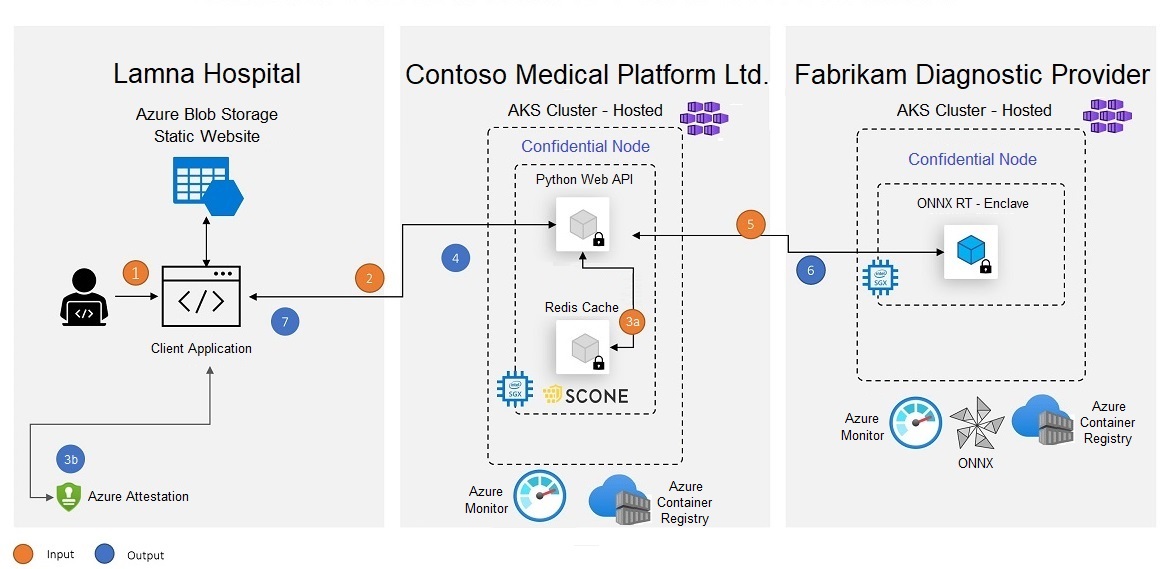 Lamna Hospital
Azure Blob Storage
Static Website
1
Client Application
2
7
3b
Azure Attestation
Contoso Medical Platform Ltd.
AKS Cluster - Hosted
Confidential Node
Python Web API
4
Redis Cache
3a
intel
SGX
SCONE
Azure
Monitor
Azure
Container
Registry
Fabrikam Diagnostic Provider
AKS Cluster - Hosted
Confidential Node
ONNX RT - Enclave
5
6
intel
SGX
Azure
Monitor
ONNX
Azure
Container
Registry
Input
Output